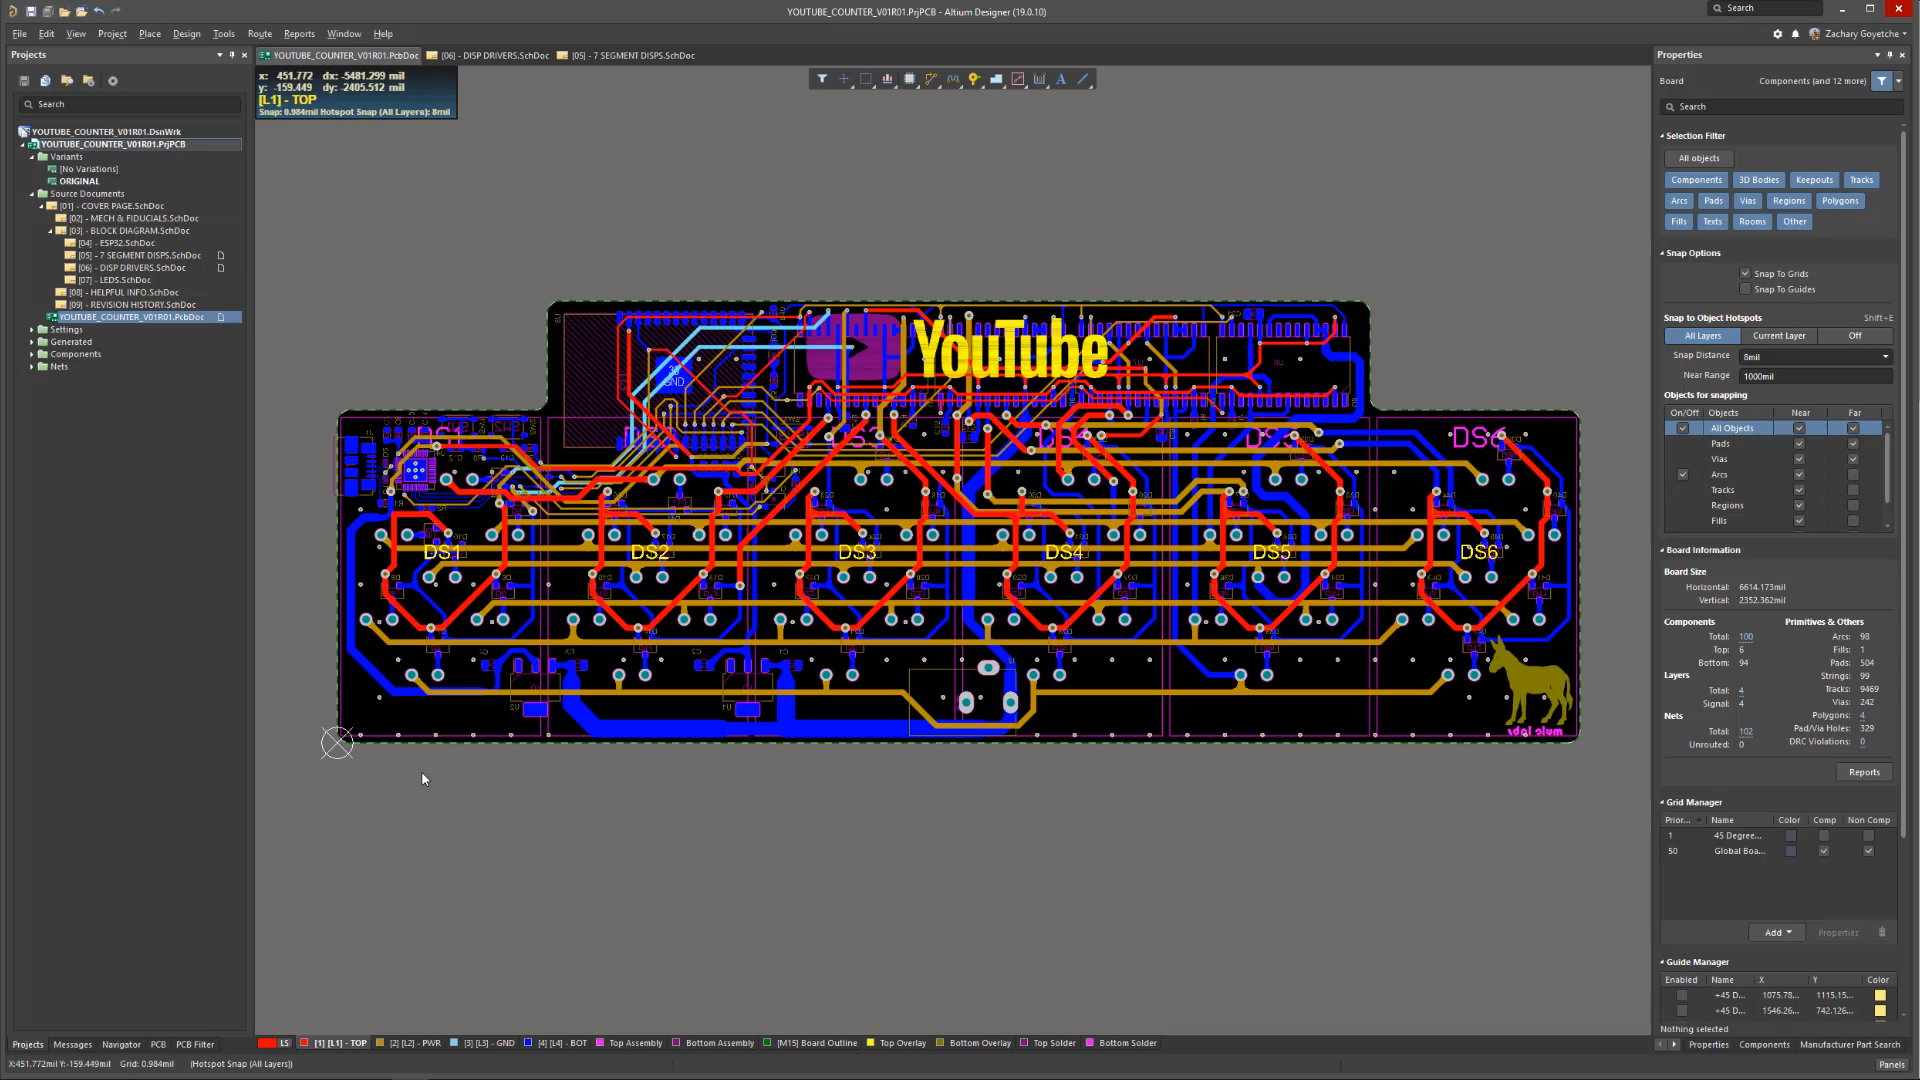 YOUTUBE_COUNTER_V01R01.PrjPCB - Altium Designer (19.0.10)
Search
File Edit View Project Place Design Tools Route Reports Window Help
Zachary Goyetche
Projects
YOUTUBE_COUNTER_V01R01.PcbDoc
[06] - DISP DRIVERS.SchDoc
[05] - 7 SEGMENT DISPS.SchDoc
Search
YOUTUBE_COUNTER_V01R01.DsnWrk
YOUTUBE_COUNTER_V01R01.PrjPCB
Variants
[No Variations]
ORIGINAL
Source Documents
[01] - COVER PAGE.SchDoc
[02] - MECH & FIDUCIALS.SchDoc
[03] - BLOCK DIAGRAM.SchDoc
[04] - ESP32.SchDoc
[05] - 7 SEGMENT DISPS.SchDoc
[06] - DISP DRIVERS.SchDoc
[07] - LEDS.SchDoc
[08] - HELPFUL INFO.SchDoc
[09] - REVISION HISTORY.SchDoc
YOUTUBE_COUNTER_V01R01.PcbDoc
Settings
Generated
Components
Nets
x: 451.772 dx: -5481.299 mil
y: -159.449 dy: -2405.512 mil
[L1] - TOP
Snap: 0.984mil Hotspot Snap (All Layers): 8mil
YouTube
GND
DS6
DS1 DS2 DS3 DS4 DS5 DS6
mule labs
Properties
Board Components (and 12 more)
Search
Selection Filter
All objects
Components 3D Bodies Keepouts Tracks
Arcs Pads Vias Regions Polygons
Fills Texts Rooms Other
Snap Options
Snap To Grids
Snap To Guides
Snap to Object Hotspots Shift+E
All Layers Current Layer Off
Snap Distance 8mil
Near Range 1000mil
Objects for snapping
On/Off Objects Near Far
All Objects
Pads
Vias
Arcs
Tracks
Regions
Fills
Board Information
Board Size
Horizontal: 6614.173mil
Vertical: 2352.362mil
Components Primitives & Others
Total: 100 Arcs: 98
Top: 6 Fills: 1
Bottom: 94 Pads: 504
Layers Strings: 99
Total: 4 Tracks: 9469
Signal: 4 Vias: 242
Nets Polygons: 4
Total: 102 Pad/Via Holes: 329
Unrouted: 0 DRC Violations: 0
Reports
Grid Manager
Prior... Name Color Comp Non Comp
1 45 Degree...
50 Global Boa...
Add Properties
Guide Manager
Enabled Name X Y Color
+45 D... 1075.78... 1115.15...
+45 D... 1546.26... 742.126...
Nothing selected
Projects Messages Navigator PCB PCB Filter
LS [1] [L1] - TOP [2] [L2] - PWR [3] [L3] - GND [4] [L4] - BOT Top Assembly Bottom Assembly [M15] Board Outline Top Overlay Bottom Overlay Top Solder Bottom Solder
Properties Components Manufacturer Part Search
X:451.772mil Y:-159.449mil Grid: 0.984mil (Hotspot Snap (All Layers))
Panels